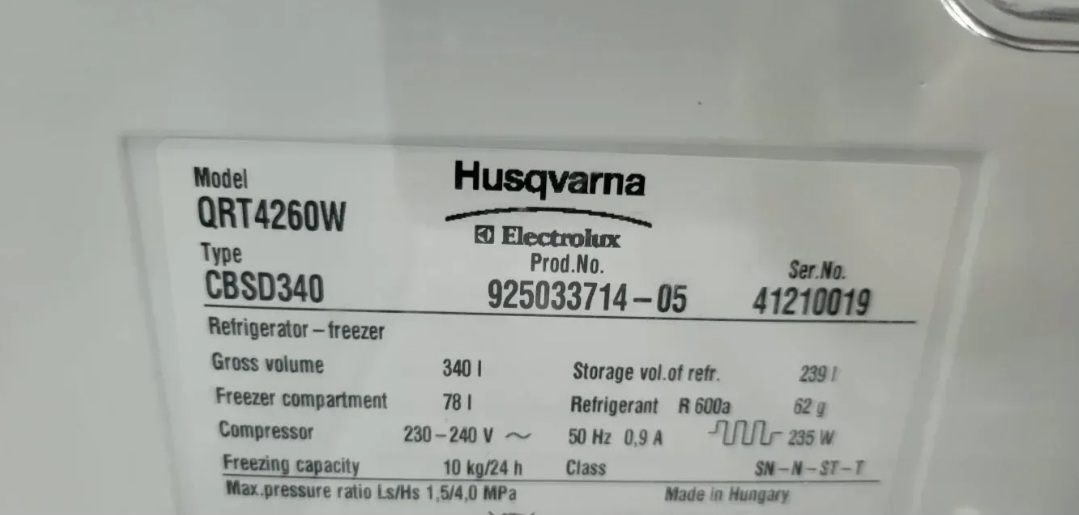 Model
Husqvarna
QRT4260W
Electrolux
Type
Prod.No.
Ser.No.
CBSD340
925033714-05
41210019
Refrigerator-freezer
Gross volume 340 l Storage vol.of refr. 239 l
Freezer compartment 78 l Refrigerant R 600a 62 g
Compressor 230-240 V ~ 50 Hz 0,9 A 235 W
Freezing capacity 10 kg/24 h Class SN-N-ST-T
Max.pressure ratio Ls/Hs 1,5/4,0 MPa Made in Hungary